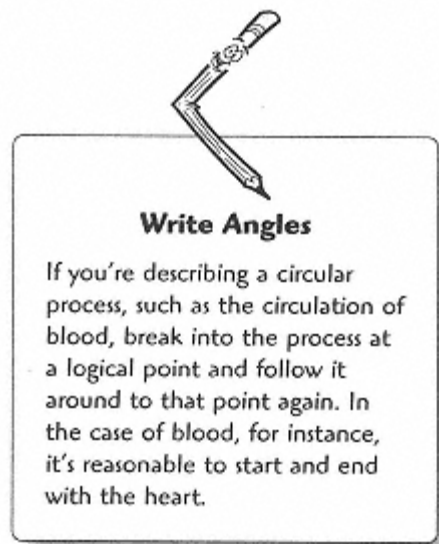 Write Angles
If you're describing a circular
process, such as the circulation of
blood, break into the process at
a logical point and follow it
around to that point again. In
the case of blood, for instance,
it's reasonable to start and end
with the heart.